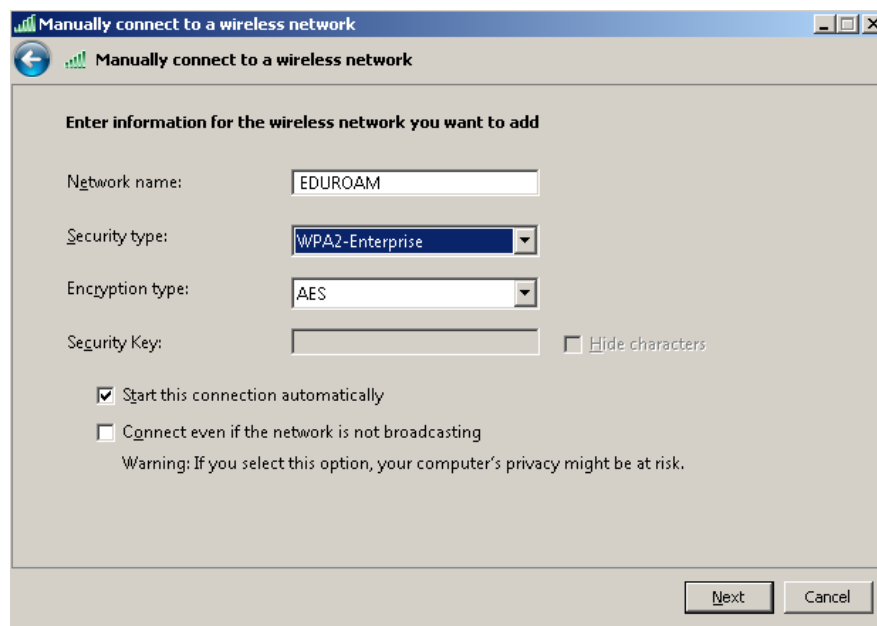 Manually connect to a wireless network
Manually connect to a wireless network
Enter information for the wireless network you want to add
Network name: EDUROAM
Security type: WPA2-Enterprise
Encryption type: AES
Security Key: Hide characters
Start this connection automatically
Connect even if the network is not broadcasting
Warning: If you select this option, your computer's privacy might be at risk.
Next Cancel